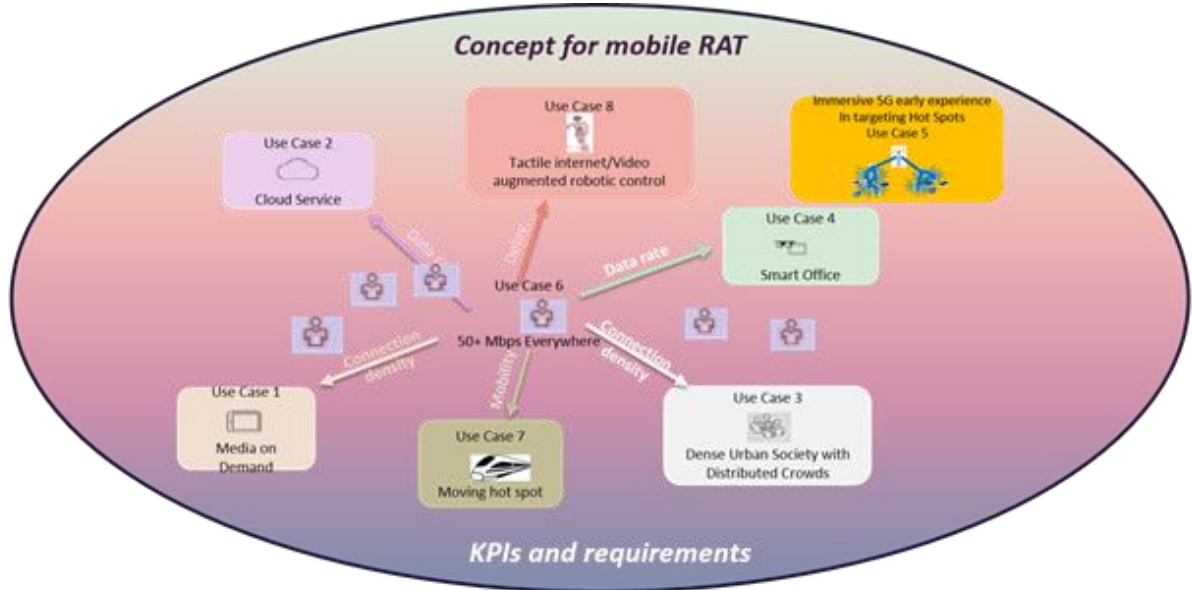 Concept for mobile RAT
Use Case 8
Tactile internet/Video
augmented robotic control
Immersive 5G early experience
In targeting Hot Spots
Use Case 5
Use Case 2
Cloud Service
Use Case 4
Smart Office
Data
Delay
Data rate
Use Case 6
50+ Mbps Everywhere
Connection
density
Mobility
Connection
density
Use Case 1
Media on
Demand
Use Case 7
Moving hot spot
Use Case 3
Dense Urban Society with
Distributed Crowds
KPIs and requirements